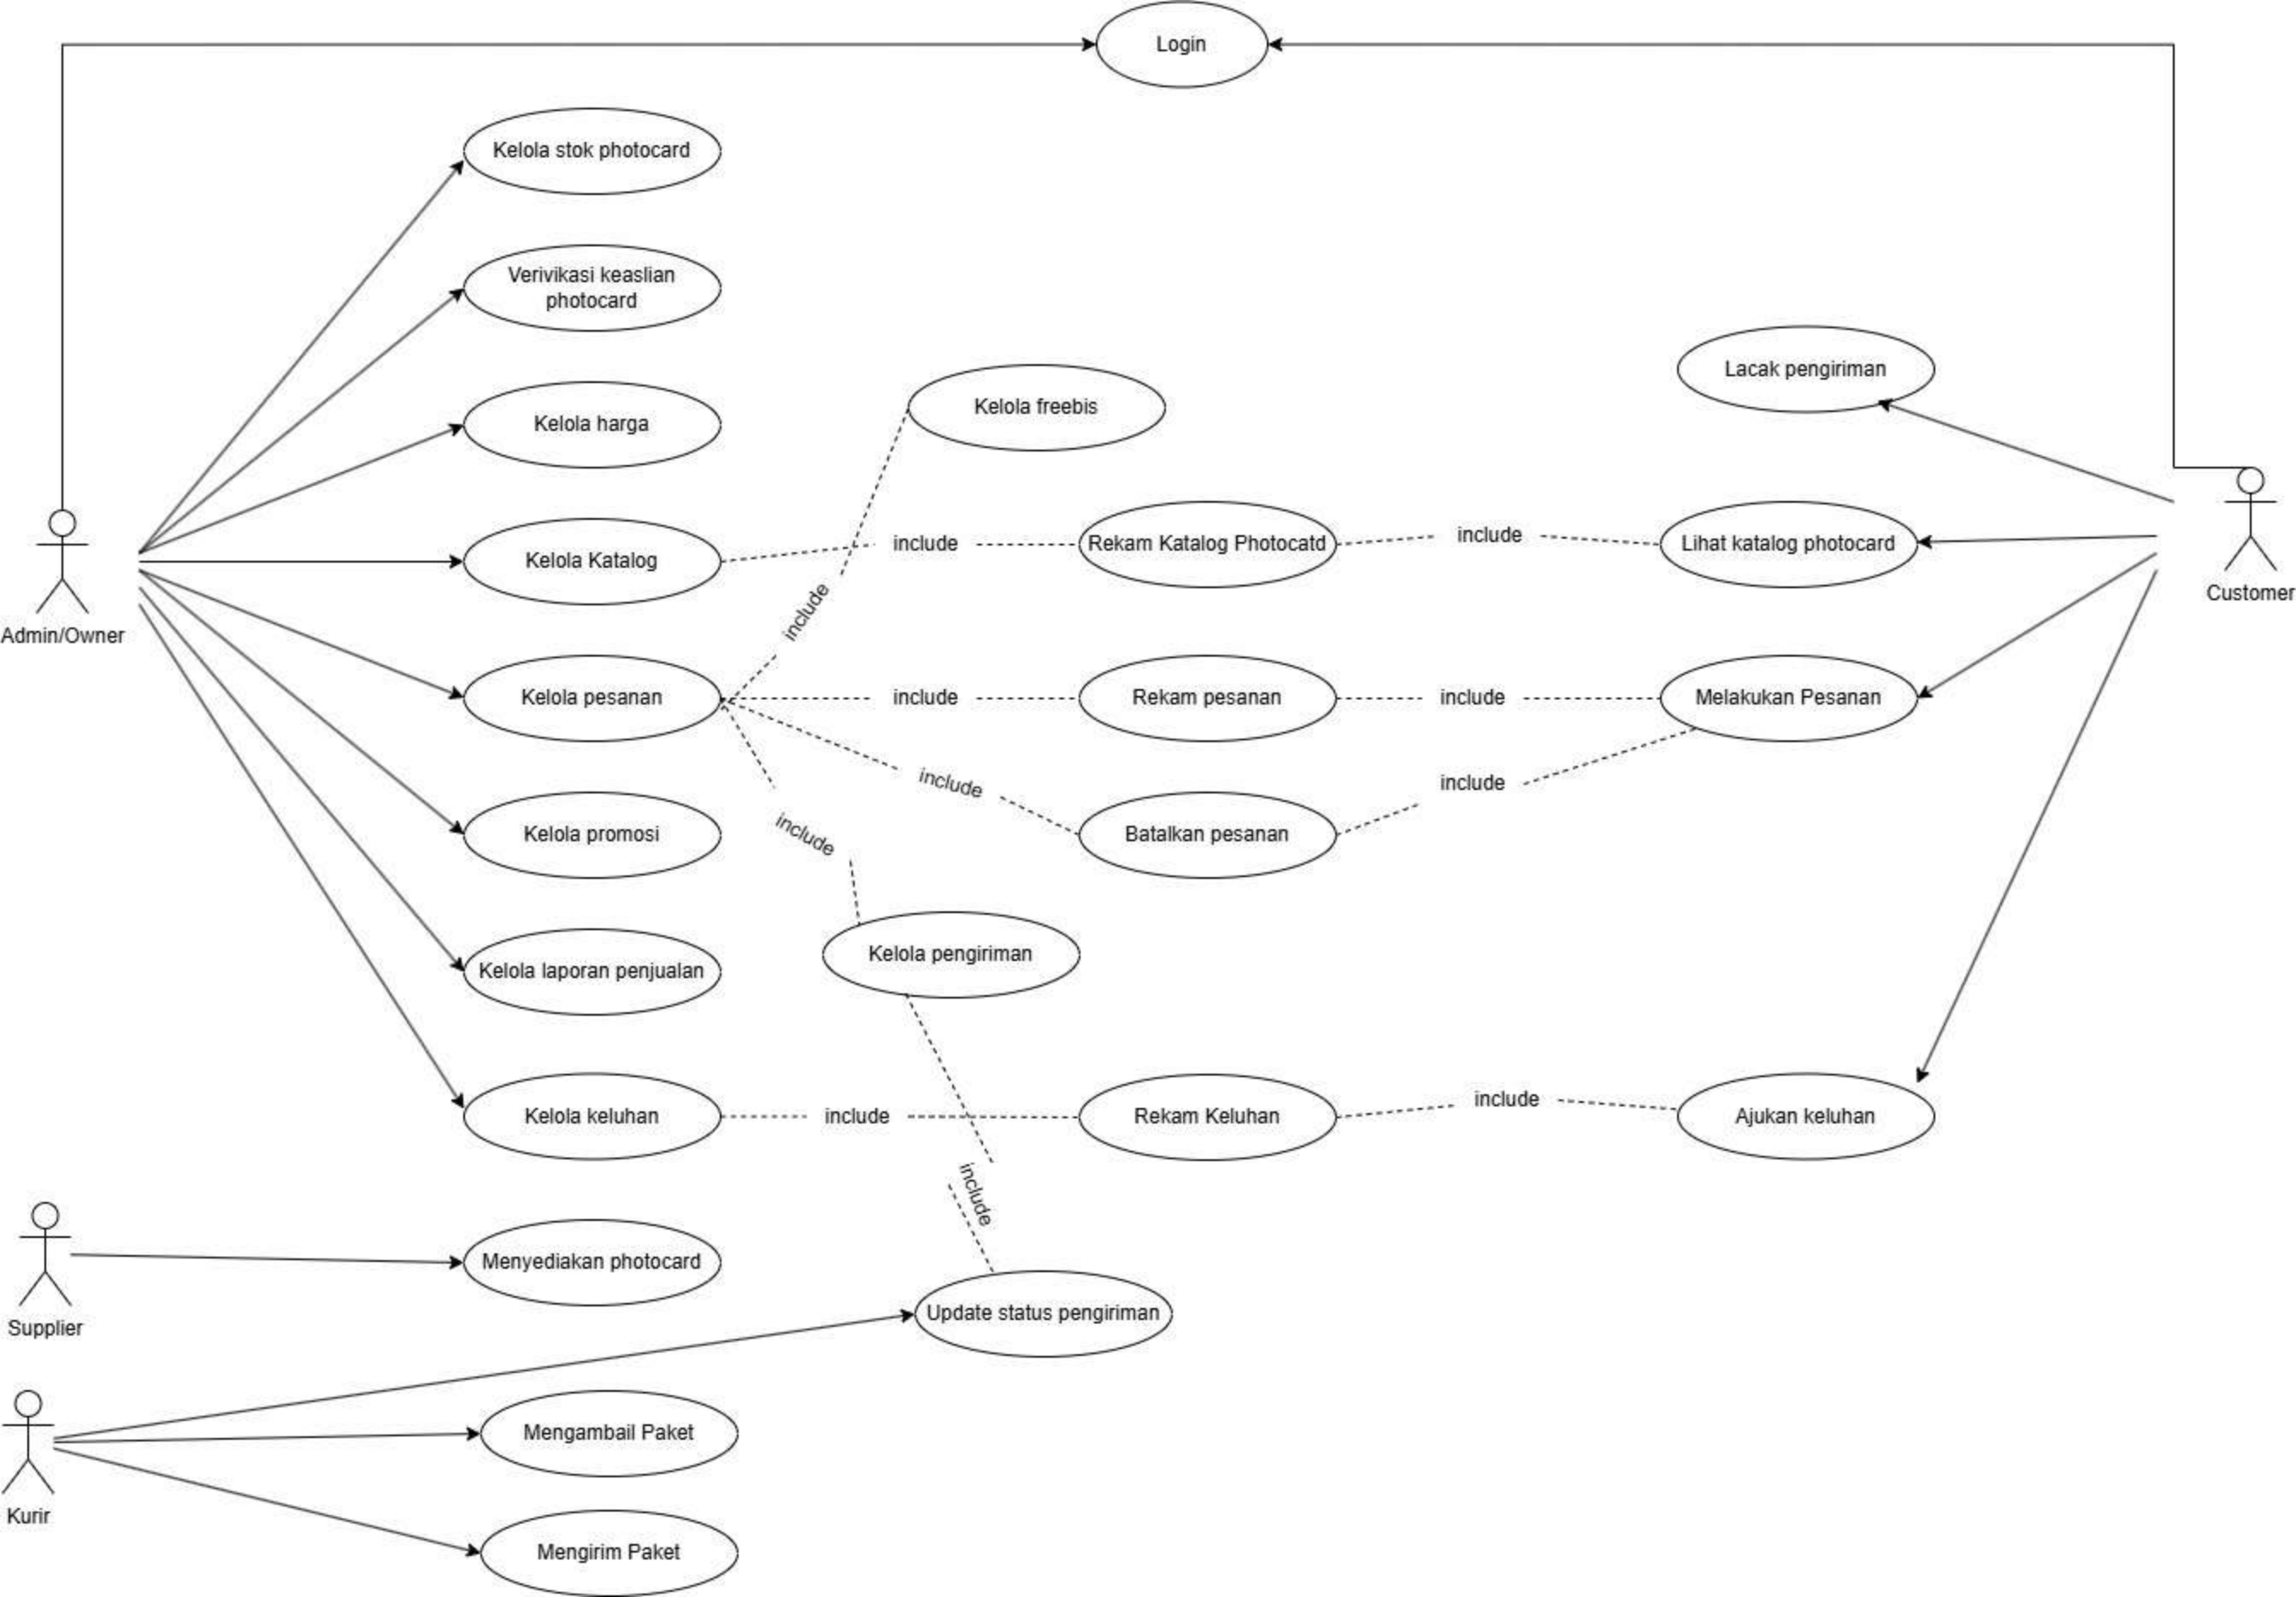 Login
Kelola stok photocard
Verivikasi keaslian
photocard
Lacak pengiriman
Kelola freebis
Kelola harga
Kelola Katalog
include
Rekam Katalog Photocatd
include
Lihat katalog photocard
Customer
include
Admin/Owner
Kelola pesanan
include
Rekam pesanan
include
Melakukan Pesanan
include
include
Kelola promosi
include
Batalkan pesanan
Kelola pengiriman
Kelola laporan penjualan
Kelola keluhan
include
Rekam Keluhan
include
Ajukan keluhan
include
Menyediakan photocard
Supplier
Update status pengiriman
Mengambail Paket
Kurir
Mengirim Paket